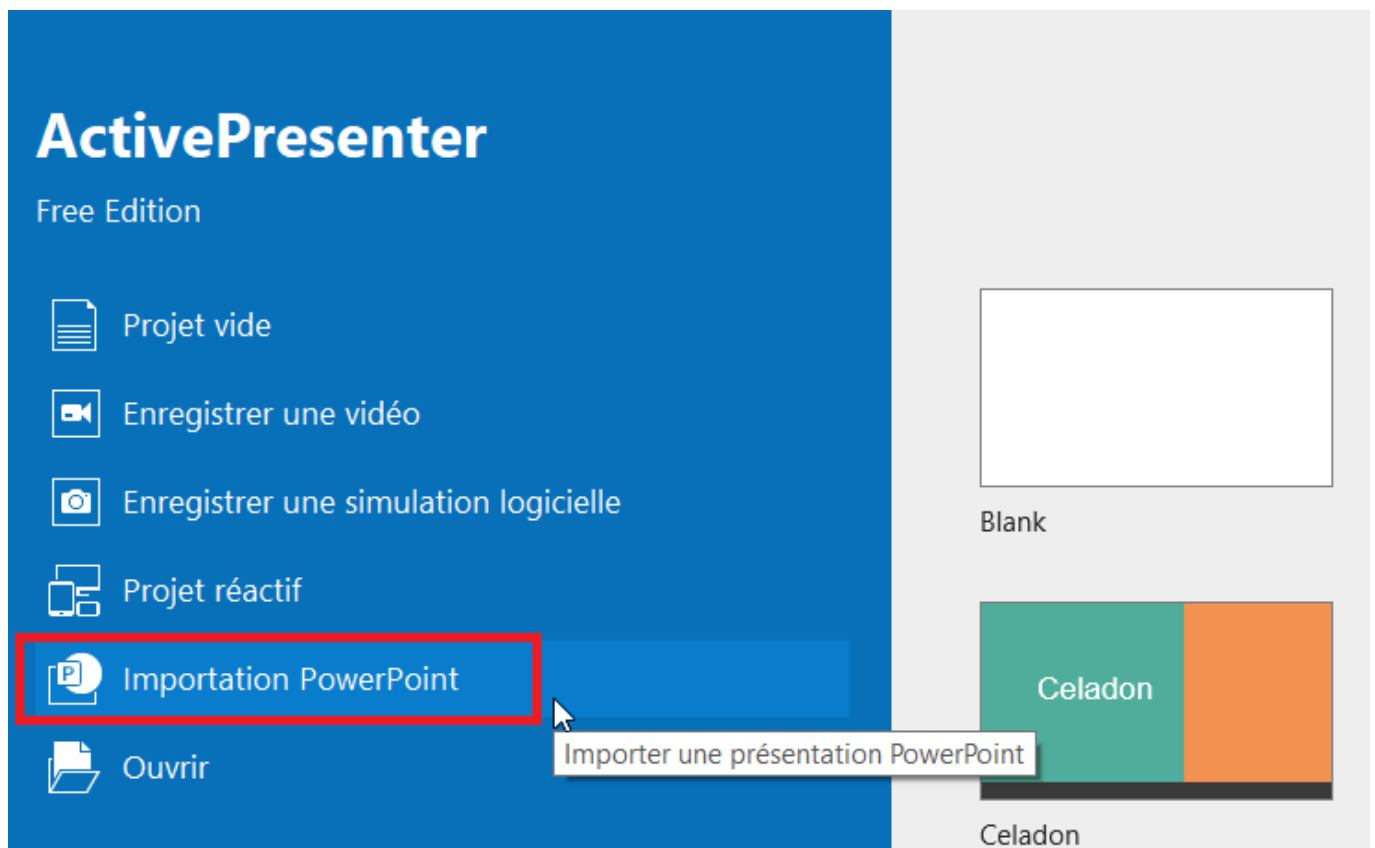 ActivePresenter
Free Edition
Projet vide
Enregistrer une vidéo
Enregistrer une simulation logicielle
Projet réactif
P
Importation PowerPoint
Importer une présentation PowerPoint
Ouvrir
Blank
Celadon
Celadon